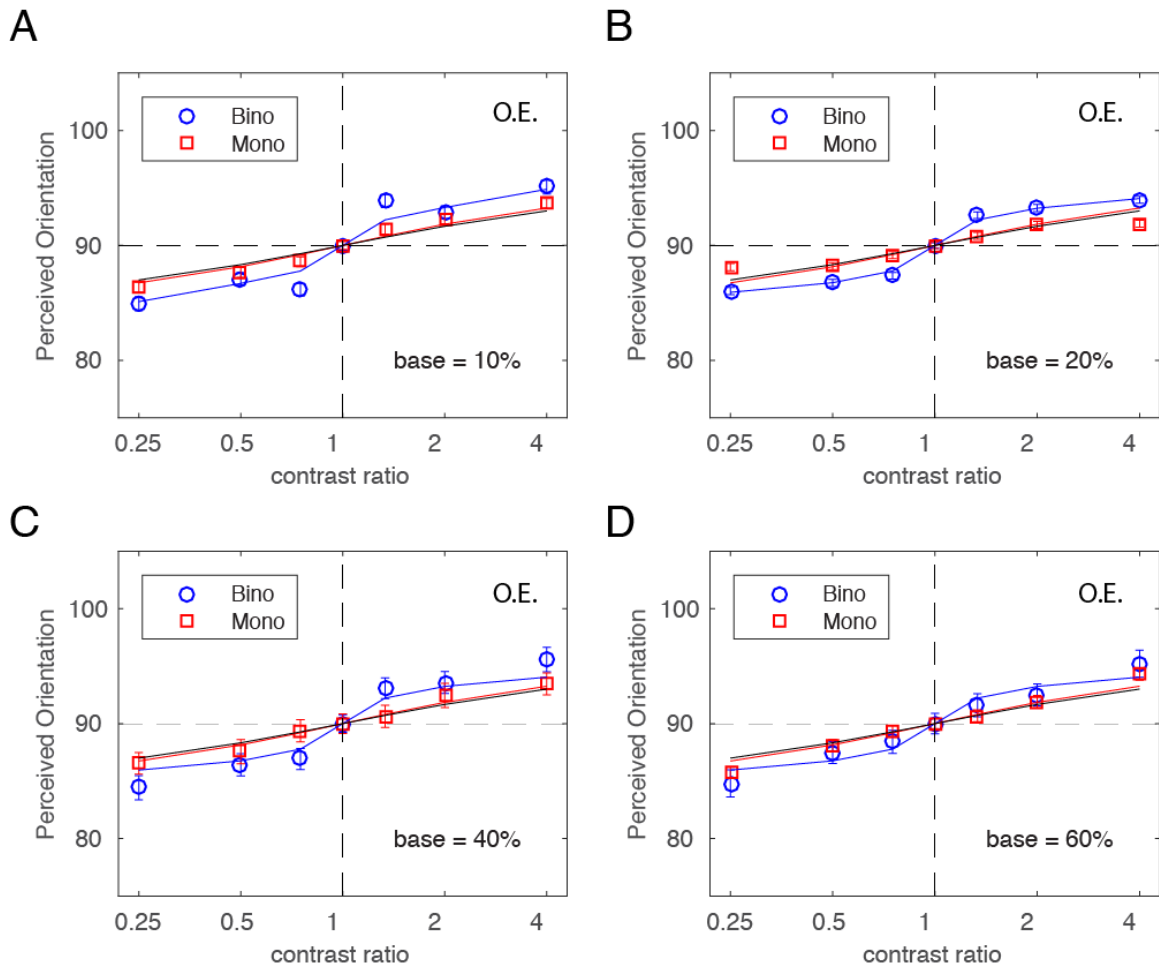 A
Perceived Orientation
100
90
80
Bino
Mono
O.E.
base = 10%
0.25 0.5 1 2 4
contrast ratio
B
Perceived Orientation
100
90
80
Bino
Mono
O.E.
base = 20%
0.25 0.5 1 2 4
contrast ratio
C
Perceived Orientation
100
90
80
Bino
Mono
O.E.
base = 40%
0.25 0.5 1 2 4
contrast ratio
D
Perceived Orientation
100
90
80
Bino
Mono
O.E.
base = 60%
0.25 0.5 1 2 4
contrast ratio